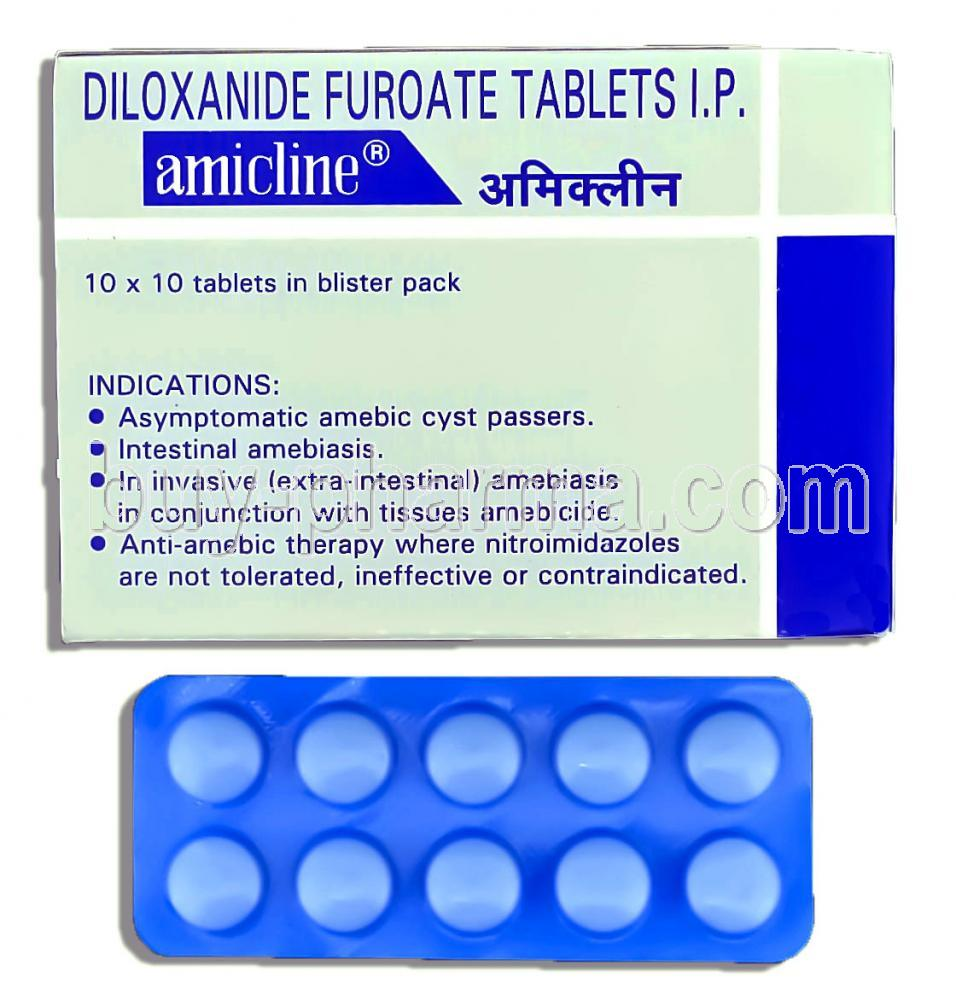 DILOXANIDE FUROATE TABLETS I.P.
amicline®
अमिक्लीन
10 x 10 tablets in blister pack
INDICATIONS:
● Asymptomatic amebic cyst passers.
● Intestinal amebiasis.
● In invasive (extra-intestinal) amebiasis
in conjunction with tissues amebicide.
buy-pharma.com
● Anti-amebic therapy where nitroimidazoles
are not tolerated, ineffective or contraindicated.